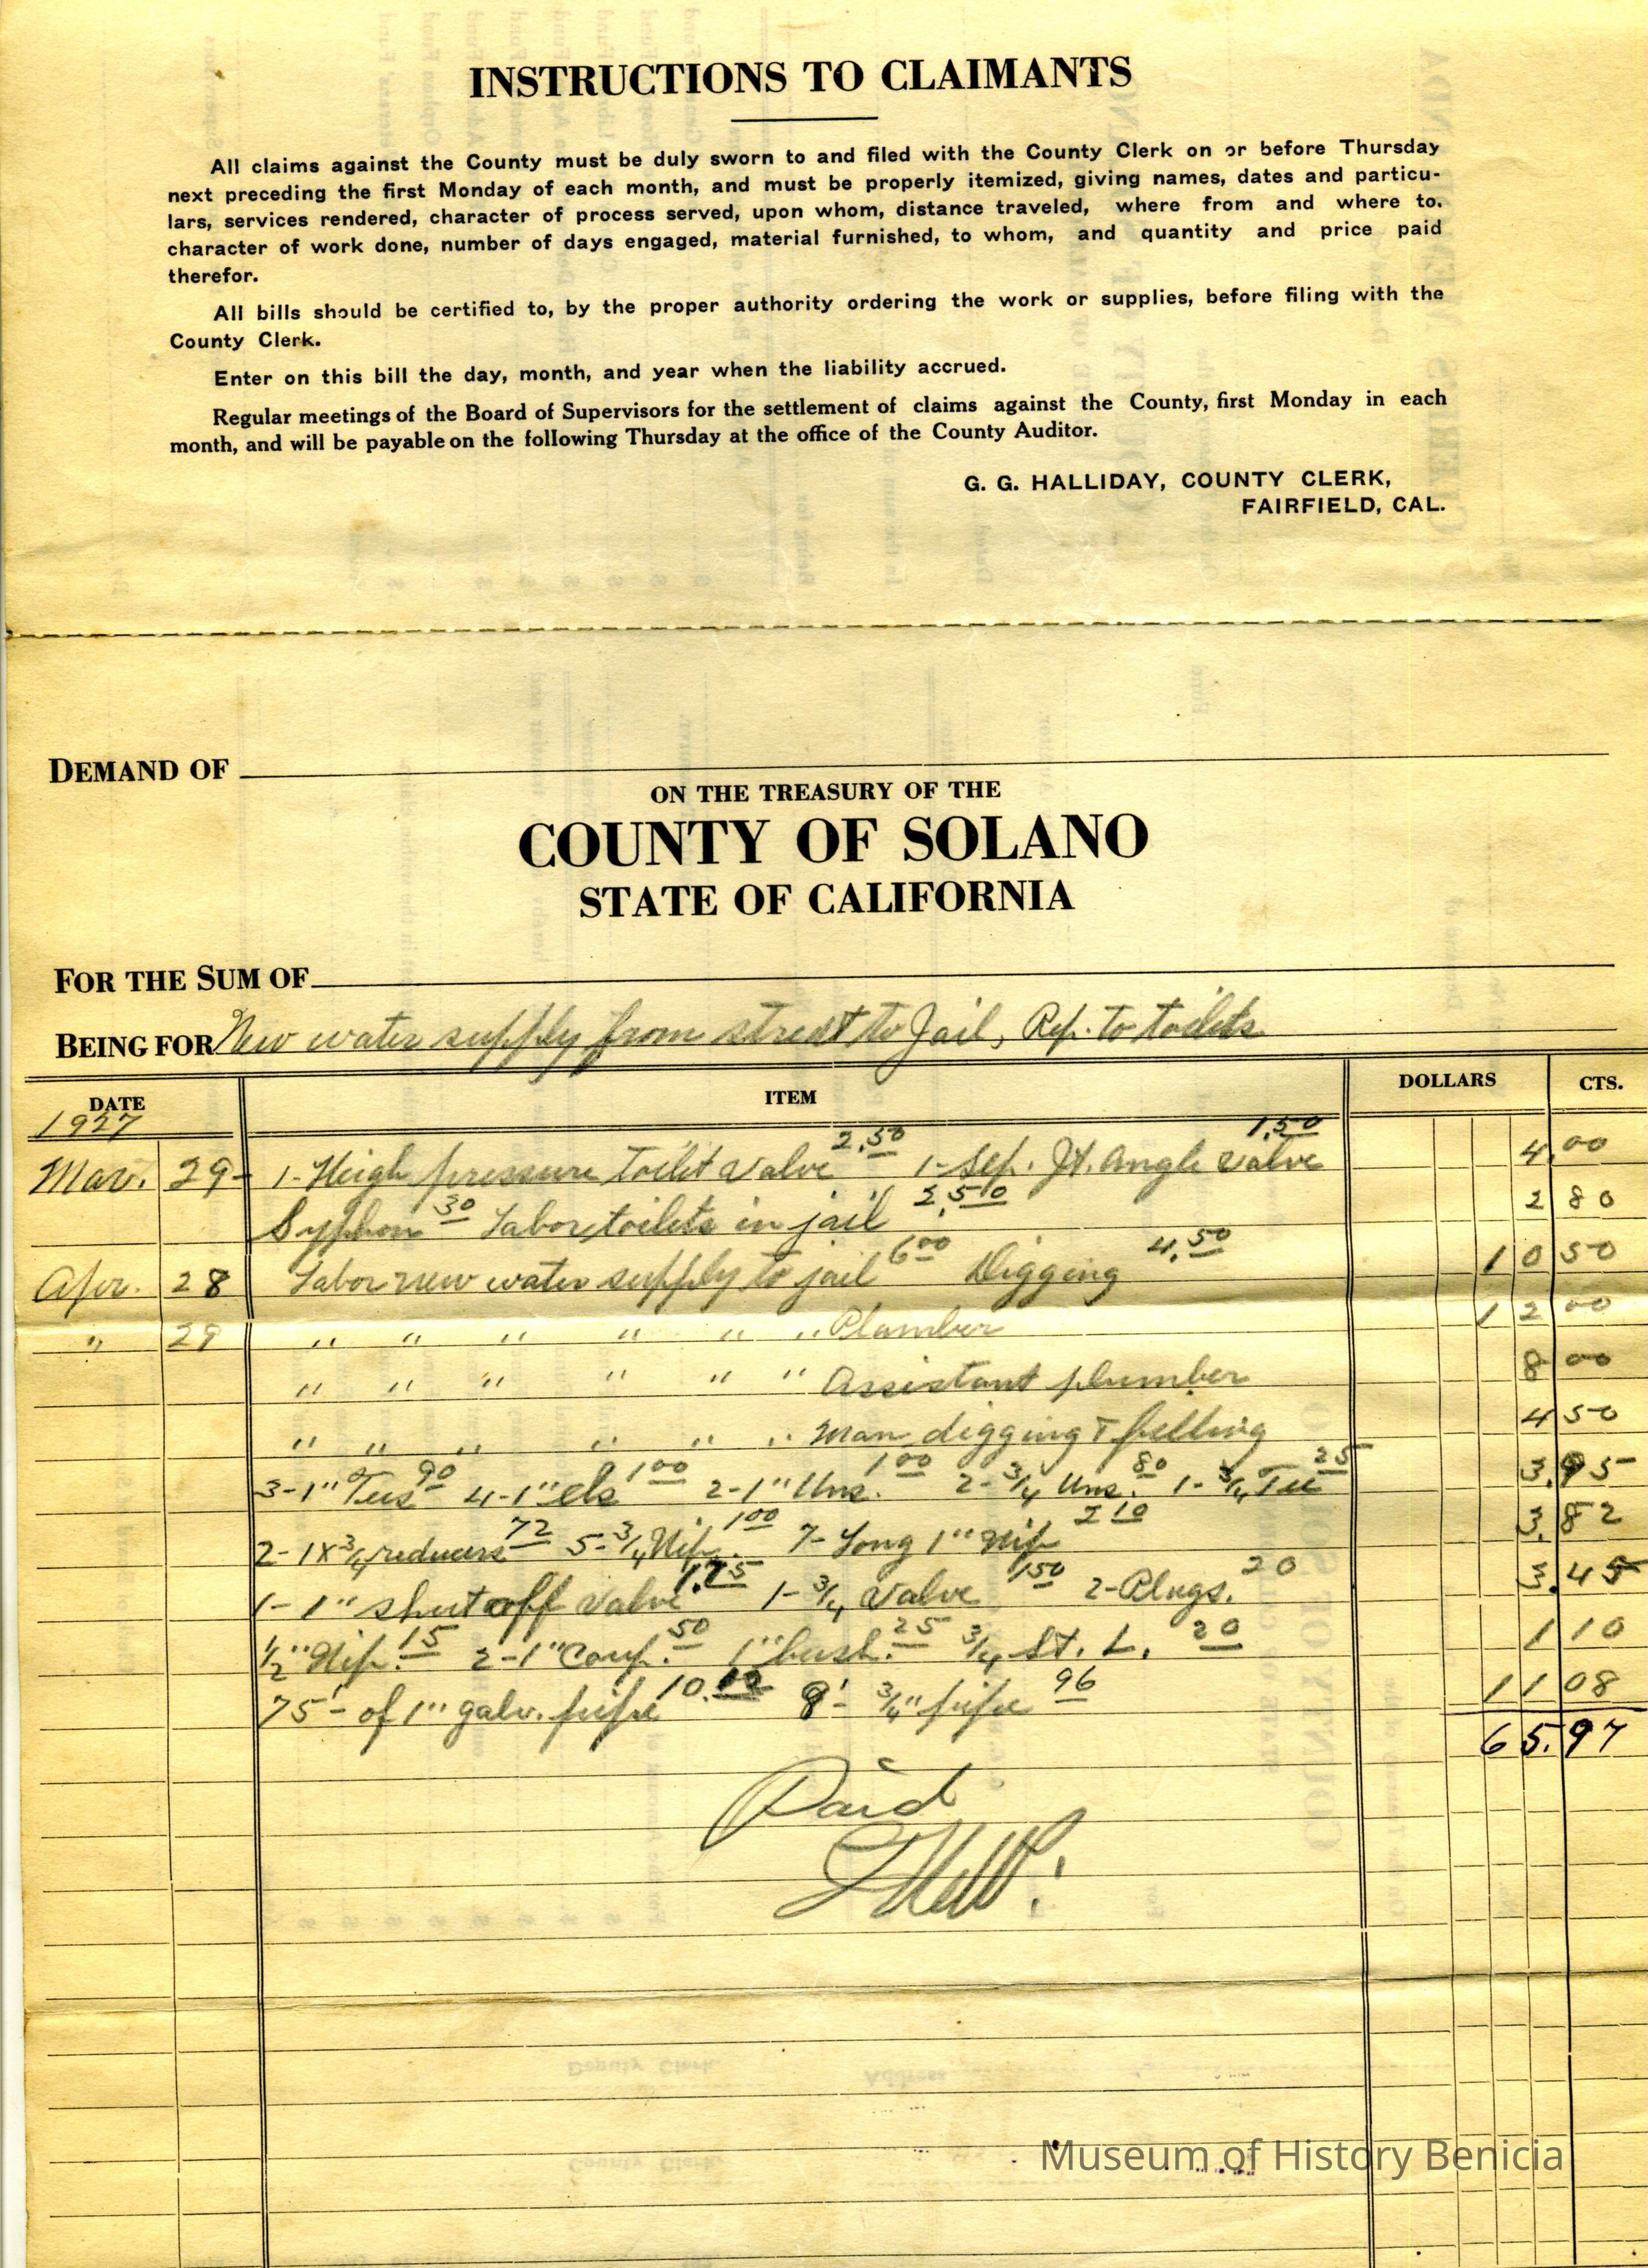 INSTRUCTIONS TO CLAIMANTS
All claims against the County must be duly sworn to and filed with the County Clerk on or before Thursday
next preceding the first Monday of each month, and must be properly itemized, giving names, dates and particu-
lars, services rendered, character of process served, upon whom, distance traveled, where from and where to.
character of work done, number of days engaged, material furnished, to whom, and quantity and price paid
therefor.
All bills should be certified to, by the proper authority ordering the work or supplies, before filing with the
County Clerk.
Enter on this bill the day, month, and year when the liability accrued.
Regular meetings of the Board of Supervisors for the settlement of claims against the County, first Monday in each
month, and will be payable on the following Thursday at the office of the County Auditor.
G. G. HALLIDAY, COUNTY CLERK,
FAIRFIELD, CAL.
DEMAND OF
ON THE TREASURY OF THE
COUNTY OF SOLANO
STATE OF CALIFORNIA
FOR THE SUM OF
BEING FOR New water supply from street to Jail, Rep. to toilets
DATE ITEM DOLLARS CTS.
1927
Mar. 29- 1- Heigh pressure toilet valve 2.50 1- Sep. Jt. angle valve 1.50 4.00
Syphon 30 Labor toilets in jail 2.50 2 80
Apr. 28 Labor new water supply to jail 6 00 Digging 4.50 10 50
" 29 " " " " " " Plumber 12 00
" " " " " " Assistant plumber 8 00
" " " " " " Man digging & filling 4 50
3-1" Tees 90 4-1" els 1 00 2-1" Uns. 1 00 2-3/4 Uns. 80 1-3/4 Tee 25 3.95
2-1x3/4 reducers 72 5-3/4 Nip. 1 00 7- Long 1" nip 2 10 3.82
1-1" shut off valve 1.75 1-3/4 valve 1 50 2-Plugs. 20 3.45
1/2" Nip. 15 2-1" Coup. 50 1" bush. 25 3/4 St. L. 20 1 10
75'- of 1" galv. pipe 10.12 8'- 3/4" pipe 96 11 08
65.97
Paid
Museum of History Benicia